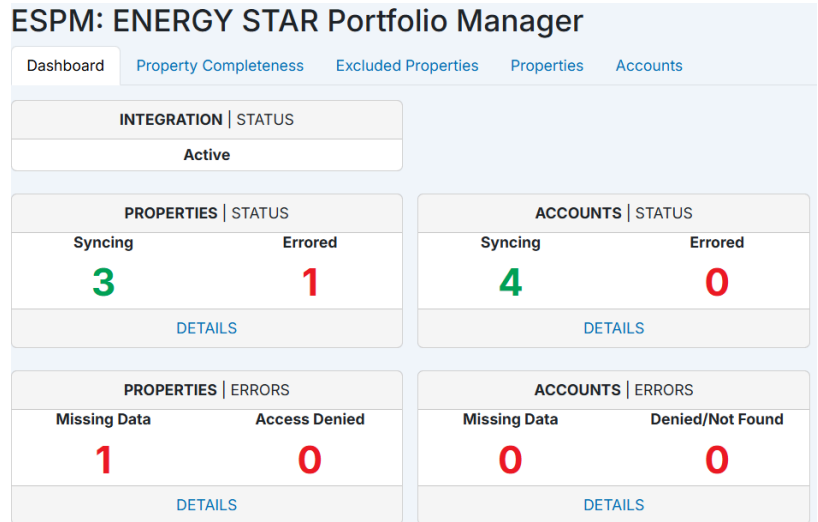 ESPM: ENERGY STAR Portfolio Manager
Dashboard Property Completeness Excluded Properties Properties Accounts
INTEGRATION | STATUS
Active
PROPERTIES | STATUS
Syncing Errored
3 1
DETAILS
ACCOUNTS | STATUS
Syncing Errored
4 0
DETAILS
PROPERTIES | ERRORS
Missing Data Access Denied
1 0
DETAILS
ACCOUNTS | ERRORS
Missing Data Denied/Not Found
0 0
DETAILS